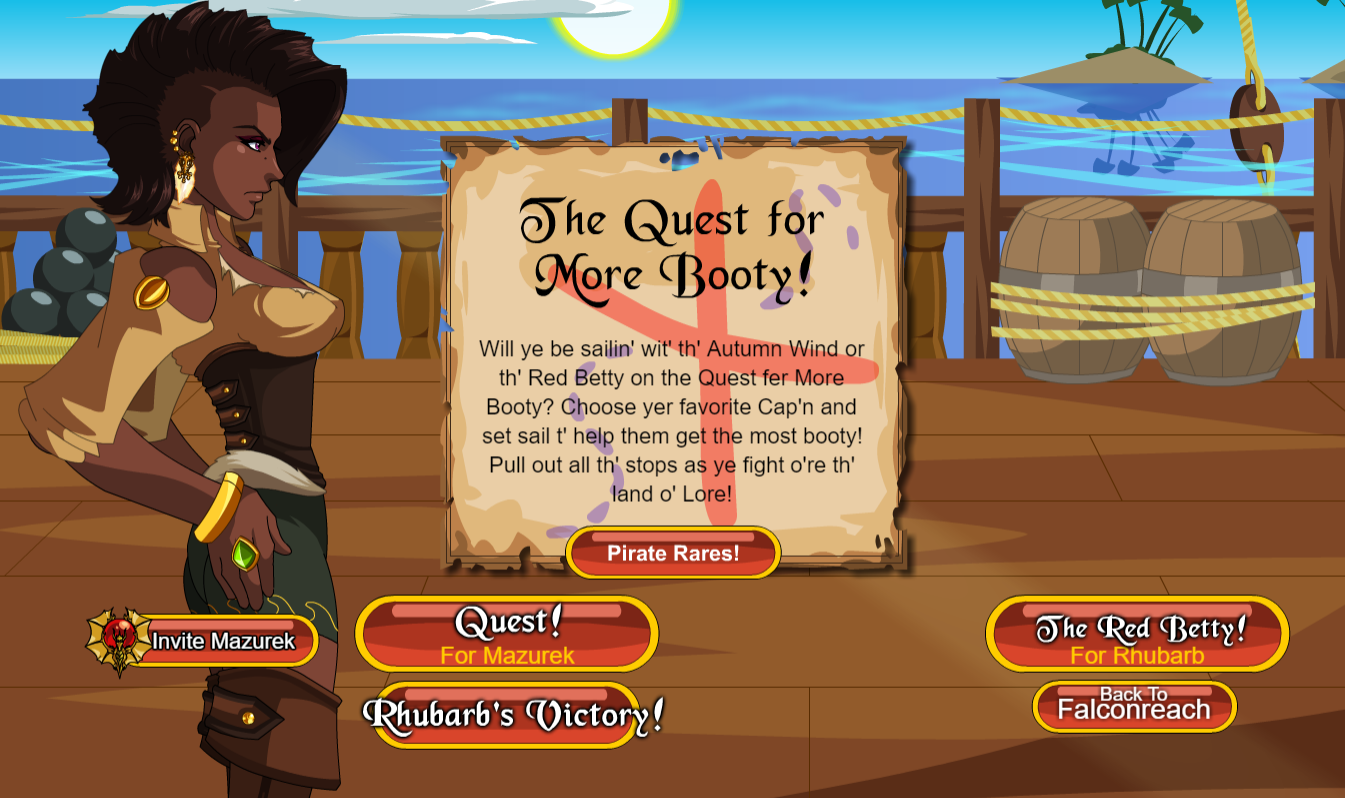 The Quest for
More Booty!
Will ye be sailin' wit' th' Autumn Wind or
th' Red Betty on the Quest fer More
Booty? Choose yer favorite Cap'n and
set sail t' help them get the most booty!
Pull out all th' stops as ye fight o're th'
land o' Lore!
Pirate Rares!
Invite Mazurek
Quest!
For Mazurek
The Red Betty!
For Rhubarb
Rhubarb's Victory!
Back To
Falconreach